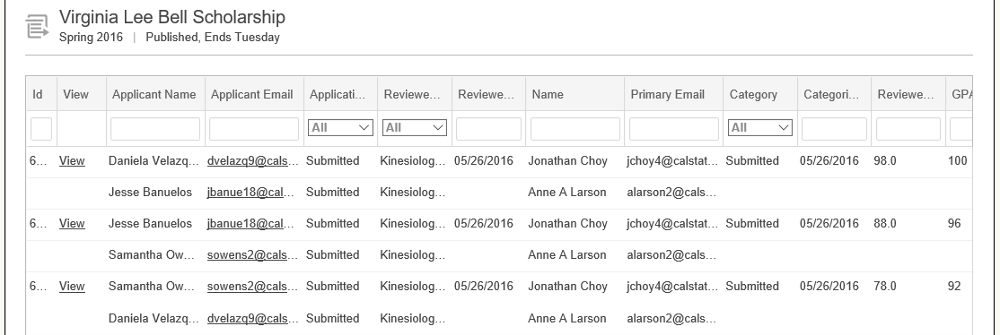 Virginia Lee Bell Scholarship
Spring 2016 | Published, Ends Tuesday
Id View Applicant Name Applicant Email Applicati... Reviewe... Reviewe... Name Primary Email Category Categori... Reviewe... GPA
All All All
6... View Daniela Velazq... dvelazq9@cals... Submitted Kinesiolog... 05/26/2016 Jonathan Choy jchoy4@calstat... Submitted 05/26/2016 98.0 100
Jesse Banuelos jbanue18@cal... Submitted Kinesiolog... Anne A Larson alarson2@cals...
6... View Jesse Banuelos jbanue18@cal... Submitted Kinesiolog... 05/26/2016 Jonathan Choy jchoy4@calstat... Submitted 05/26/2016 88.0 96
Samantha Ow... sowens2@cals... Submitted Kinesiolog... Anne A Larson alarson2@cals...
6... View Samantha Ow... sowens2@cals... Submitted Kinesiolog... 05/26/2016 Jonathan Choy jchoy4@calstat... Submitted 05/26/2016 78.0 92
Daniela Velazq... dvelazq9@cals... Submitted Kinesiolog... Anne A Larson alarson2@cals...